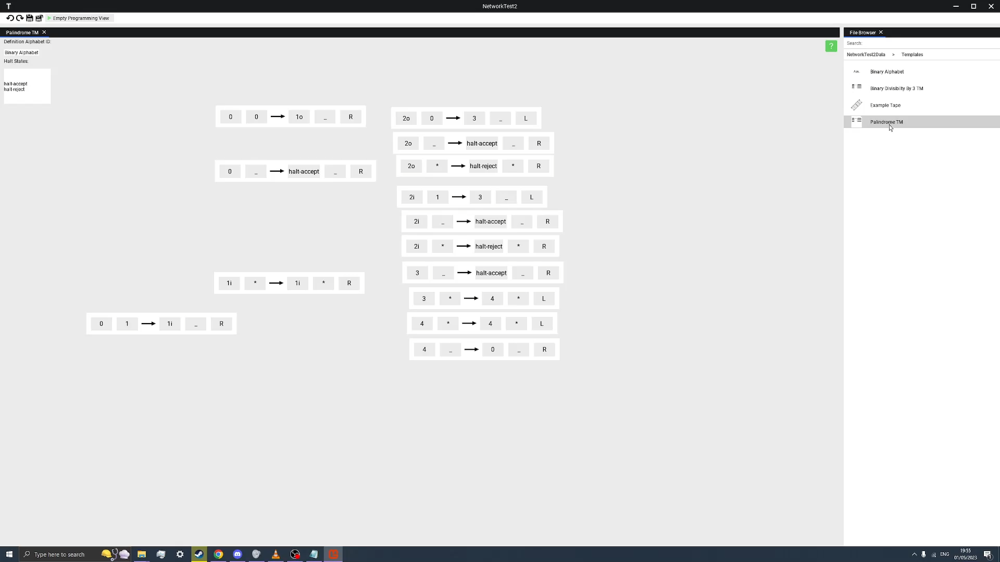 T
NetworkTest2
Empty Programming View
Palindrome TM
Definition Alphabet ID:
Binary Alphabet
Halt States:
halt-accept
halt-reject
?
0 0 1o _ R
0 _ halt-accept _ R
1i * 1i * R
0 1 1i _ R
2o 0 3 _ L
2o _ halt-accept _ R
2o * halt-reject * R
2i 1 3 _ L
2i _ halt-accept _ R
2i * halt-reject * R
3 _ halt-accept _ R
3 * 4 * L
4 * 4 * L
4 _ 0 _ R
File Browser
Search:
NetworkTest2Data > Templates
Binary Alphabet
Binary Divisibilty By 3 TM
Example Tape
Palindrome TM
Type here to search
ENG
19:55
01/05/2023